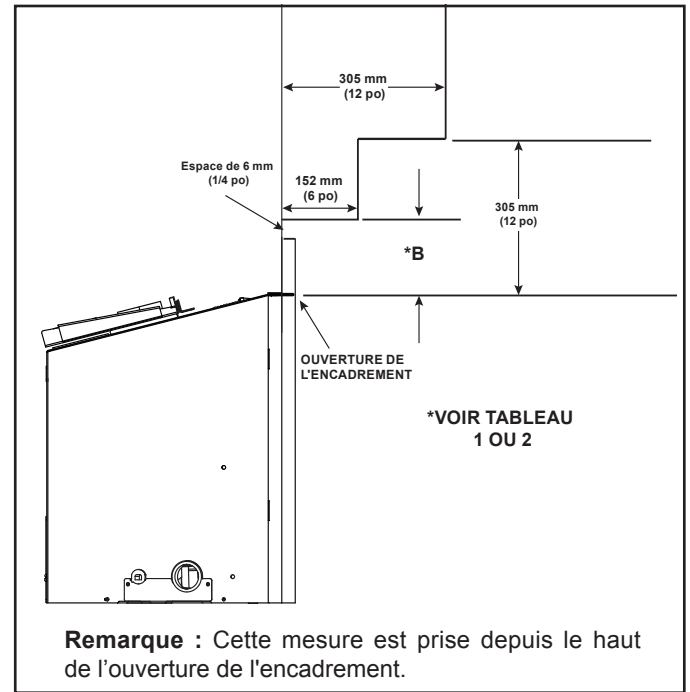 305 mm
(12 po)
Espace de 6 mm
(1/4 po)
152 mm
(6 po)
305 mm
(12 po)
*B
OUVERTURE DE
L'ENCADREMENT
*VOIR TABLEAU
1 OU 2
Remarque : Cette mesure est prise depuis le haut
de l’ouverture de l'encadrement.